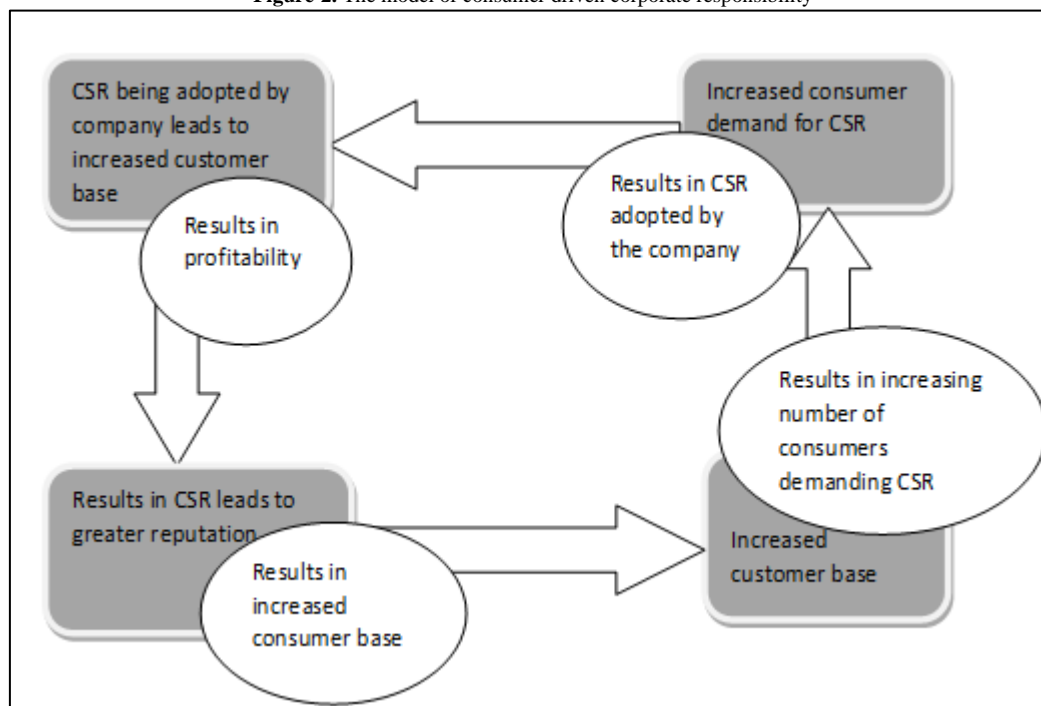 Figure 2. The model of consumer driven corporate responsibility
CSR being adopted by
company leads to
increased customer
base
Results in
profitability
Increased consumer
demand for CSR
Results in CSR
adopted by
the company
Results in CSR leads to
greater reputation
Results in
increased
consumer base
Results in increasing
number of
consumers
demanding CSR
Increased
customer base